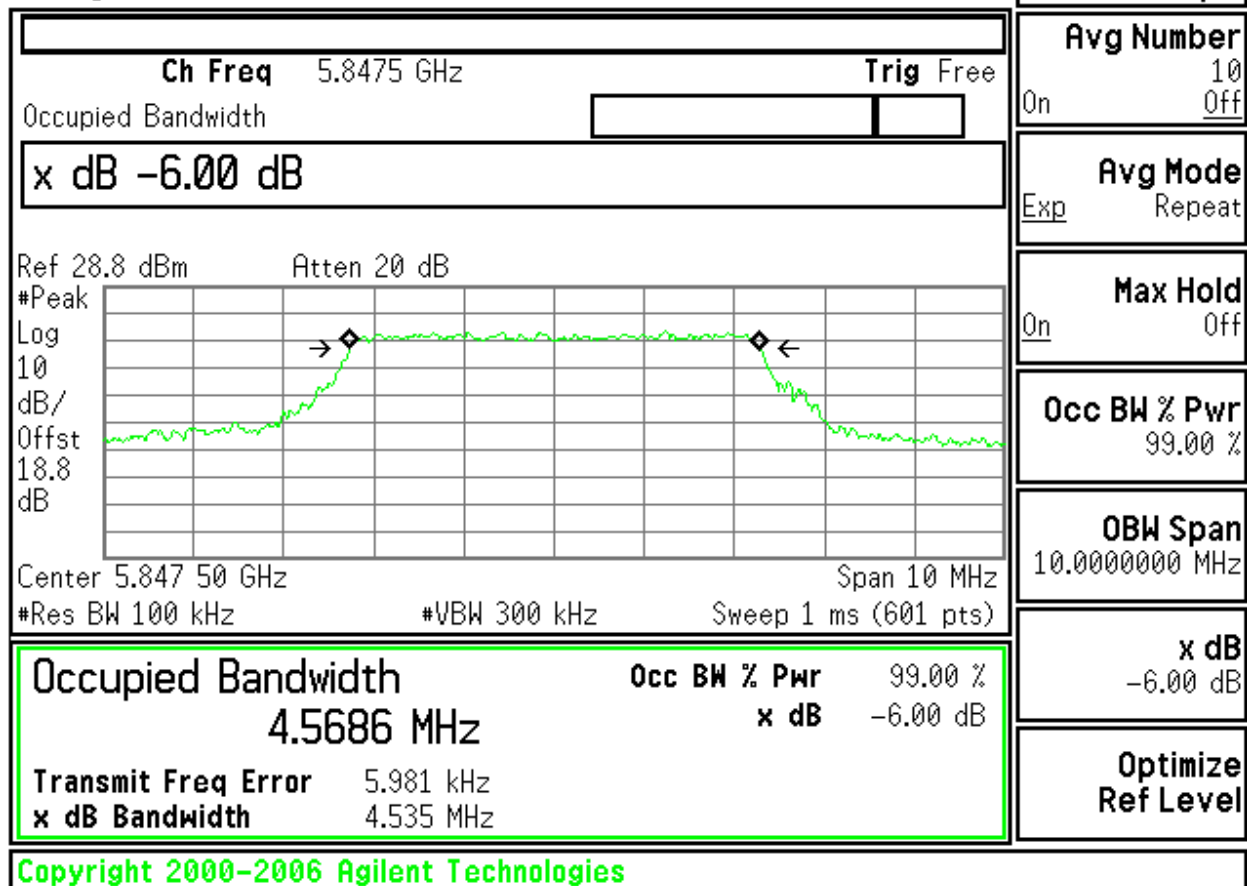 Ch Freq 5.8475 GHz Trig Free
Occupied Bandwidth
x dB -6.00 dB
Ref 28.8 dBm Atten 20 dB
#Peak
Log
10
dB/
Offst
18.8
dB
Center 5.847 50 GHz Span 10 MHz
#Res BW 100 kHz #VBW 300 kHz Sweep 1 ms (601 pts)
Occupied Bandwidth Occ BW % Pwr 99.00 %
4.5686 MHz x dB -6.00 dB
Transmit Freq Error 5.981 kHz
x dB Bandwidth 4.535 MHz
Copyright 2000-2006 Agilent Technologies
Avg Number
10
On Off
Avg Mode
Exp Repeat
Max Hold
On Off
Occ BW % Pwr
99.00 %
OBW Span
10.0000000 MHz
x dB
-6.00 dB
Optimize
Ref Level